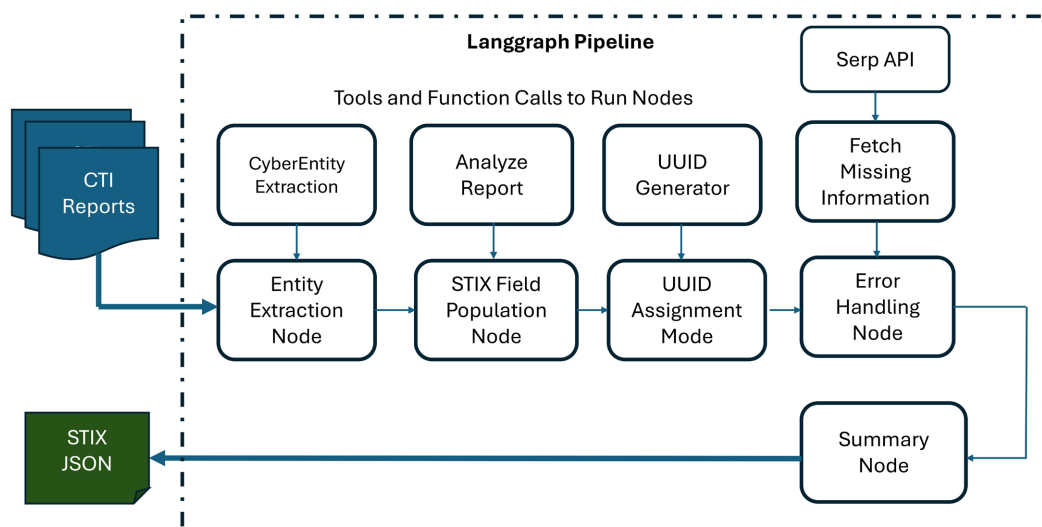 Langgraph Pipeline
Serp API
Tools and Function Calls to Run Nodes
CTI
Reports
CyberEntity
Extraction
Analyze
Report
UUID
Generator
Fetch
Missing
Information
Entity
Extraction
Node
STIX Field
Population
Node
UUID
Assignment
Mode
Error
Handling
Node
STIX
JSON
Summary
Node